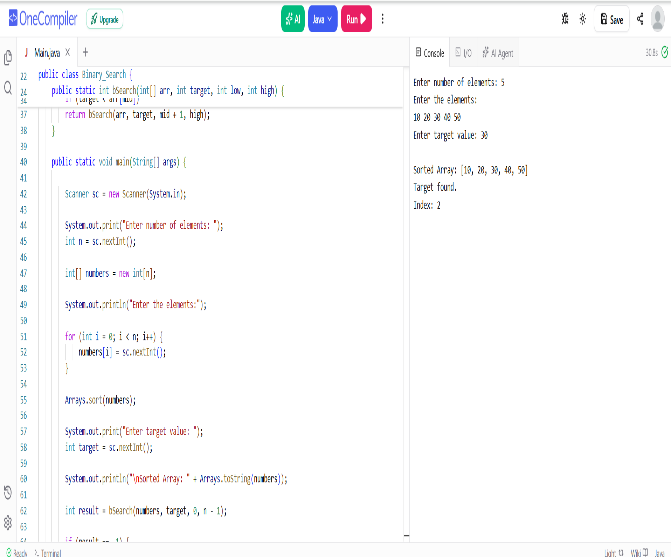 OneCompiler
Upgrade
AI
Java
Run
Save
Main.java
+
Console
I/O
AI Agent
30.8s
22 public class Binary_Search {
24 public static int bSearch(int[] arr, int target, int low, int high) {
34 if (target < arr[mid])
37 return bSearch(arr, target, mid + 1, high);
38 }
39
40 public static void main(String[] args) {
41
42 Scanner sc = new Scanner(System.in);
43
44 System.out.print("Enter number of elements: ");
45 int n = sc.nextInt();
46
47 int[] numbers = new int[n];
48
49 System.out.println("Enter the elements:");
50
51 for (int i = 0; i < n; i++) {
52 numbers[i] = sc.nextInt();
53 }
54
55 Arrays.sort(numbers);
56
57 System.out.print("Enter target value: ");
58 int target = sc.nextInt();
59
60 System.out.println("\nSorted Array: " + Arrays.toString(numbers));
61
62 int result = bSearch(numbers, target, 0, n - 1);
63
Enter number of elements: 5
Enter the elements:
10 20 30 40 50
Enter target value: 30
Sorted Array: [10, 20, 30, 40, 50]
Target found.
Index: 2
Ready
Terminal
Light
Wiki
Java